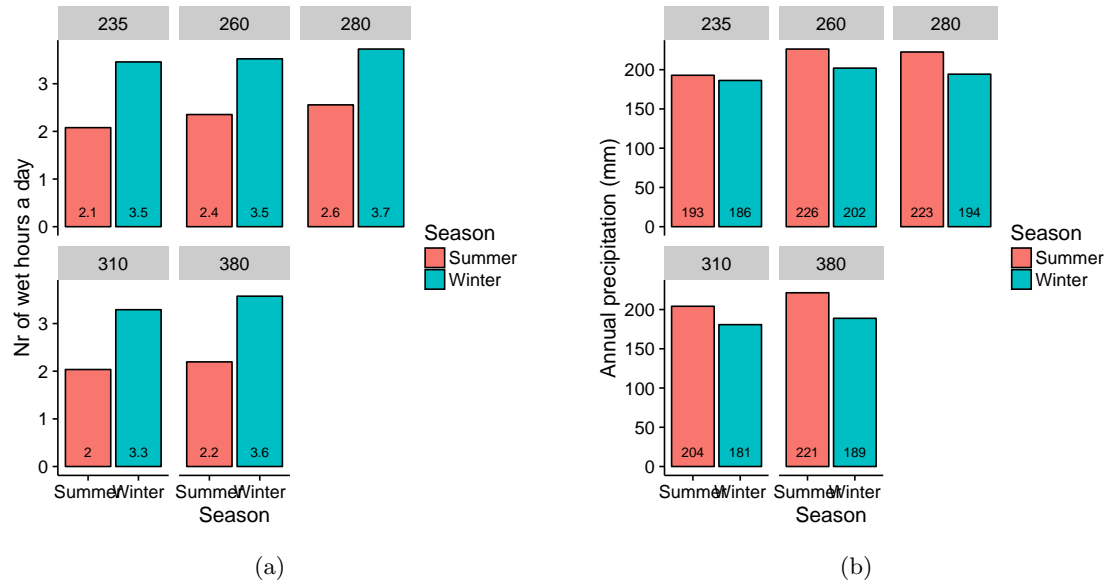 235 260 280
3
2
1
0
2.1 3.5 2.4 3.5 2.6 3.7
310 380
3
2
1
0
2 3.3 2.2 3.6
Summer Winter Summer Winter
Season
Nr of wet hours a day
Season
Summer
Winter
(a)
235 260 280
200
150
100
50
0
193 186 226 202 223 194
310 380
200
150
100
50
0
204 181 221 189
Summer Winter Summer Winter
Season
Annual precipitation (mm)
Season
Summer
Winter
(b)